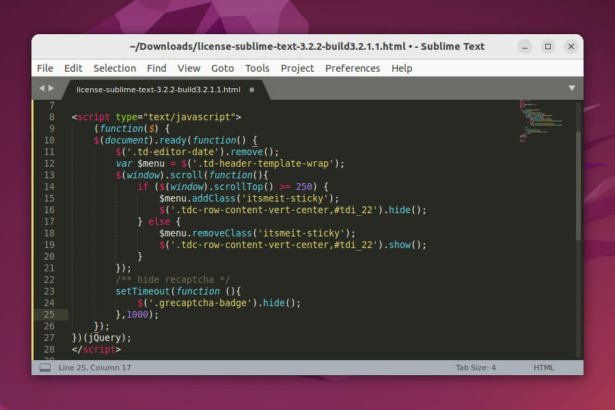 ~/Downloads/license-sublime-text-3.2.2-build3.2.1.1.html • - Sublime Text
File Edit Selection Find View Goto Tools Project Preferences Help
license-sublime-text-3.2.2-build3.2.1.1.html
7
8 <script type="text/javascript">
9 (function($) {
10 $(document).ready(function() {
11 $('.td-editor-date').remove();
12 var $menu = $('.td-header-template-wrap');
13 $(window).scroll(function(){
14 if ($(window).scrollTop() >= 250) {
15 $menu.addClass('itsmeit-sticky');
16 $('.tdc-row-content-vert-center,#tdi_22').hide();
17 } else {
18 $menu.removeClass('itsmeit-sticky');
19 $('.tdc-row-content-vert-center,#tdi_22').show();
20 }
21 });
22 /** hide recaptcha */
23 setTimeout(function (){
24 $('.grecaptcha-badge').hide();
25 },1000);
26 });
27 })(jQuery);
28 </script>
Line 25, Column 17 Tab Size: 4 HTML